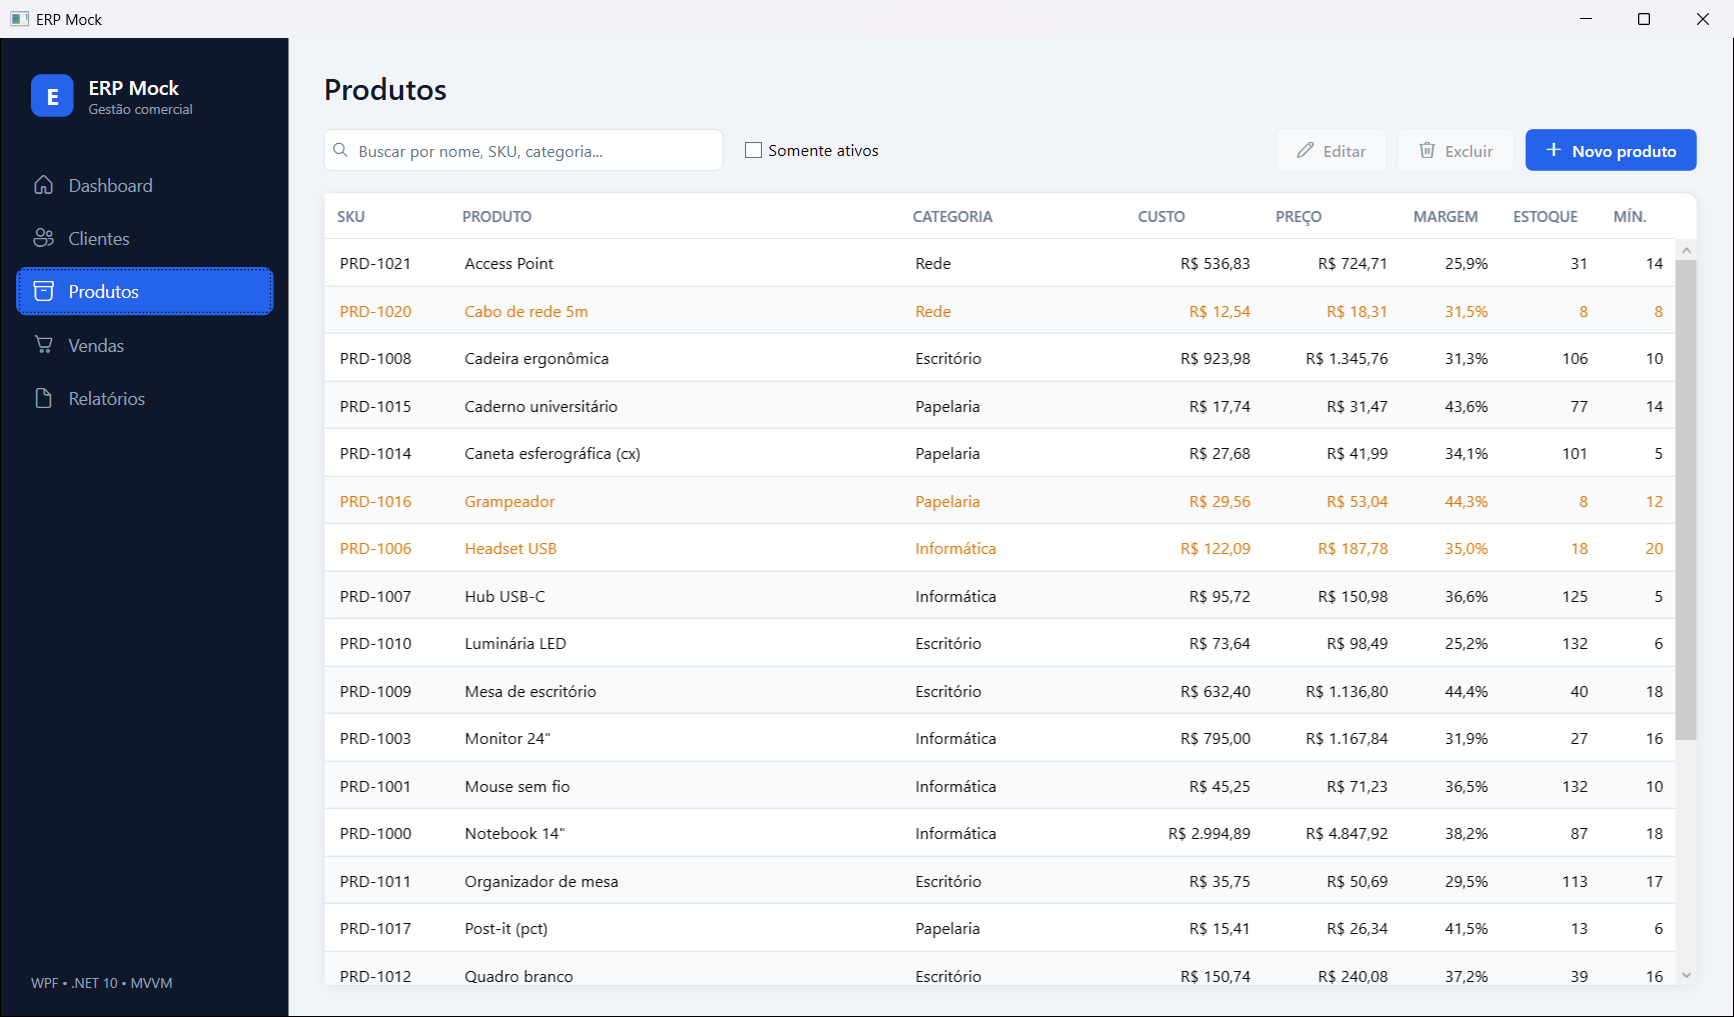 ERP Mock
E
ERP Mock
Gestão comercial
Dashboard
Clientes
Produtos
Vendas
Relatórios
WPF • .NET 10 • MVVM
Produtos
Buscar por nome, SKU, categoria...
Somente ativos
Editar
Excluir
Novo produto
SKU PRODUTO CATEGORIA CUSTO PREÇO MARGEM ESTOQUE MÍN.
PRD-1021 Access Point Rede R$ 536,83 R$ 724,71 25,9% 31 14
PRD-1020 Cabo de rede 5m Rede R$ 12,54 R$ 18,31 31,5% 8 8
PRD-1008 Cadeira ergonômica Escritório R$ 923,98 R$ 1.345,76 31,3% 106 10
PRD-1015 Caderno universitário Papelaria R$ 17,74 R$ 31,47 43,6% 77 14
PRD-1014 Caneta esferográfica (cx) Papelaria R$ 27,68 R$ 41,99 34,1% 101 5
PRD-1016 Grampeador Papelaria R$ 29,56 R$ 53,04 44,3% 8 12
PRD-1006 Headset USB Informática R$ 122,09 R$ 187,78 35,0% 18 20
PRD-1007 Hub USB-C Informática R$ 95,72 R$ 150,98 36,6% 125 5
PRD-1010 Luminária LED Escritório R$ 73,64 R$ 98,49 25,2% 132 6
PRD-1009 Mesa de escritório Escritório R$ 632,40 R$ 1.136,80 44,4% 40 18
PRD-1003 Monitor 24" Informática R$ 795,00 R$ 1.167,84 31,9% 27 16
PRD-1001 Mouse sem fio Informática R$ 45,25 R$ 71,23 36,5% 132 10
PRD-1000 Notebook 14" Informática R$ 2.994,89 R$ 4.847,92 38,2% 87 18
PRD-1011 Organizador de mesa Escritório R$ 35,75 R$ 50,69 29,5% 113 17
PRD-1017 Post-it (pct) Papelaria R$ 15,41 R$ 26,34 41,5% 13 6
PRD-1012 Quadro branco Escritório R$ 150,74 R$ 240,08 37,2% 39 16